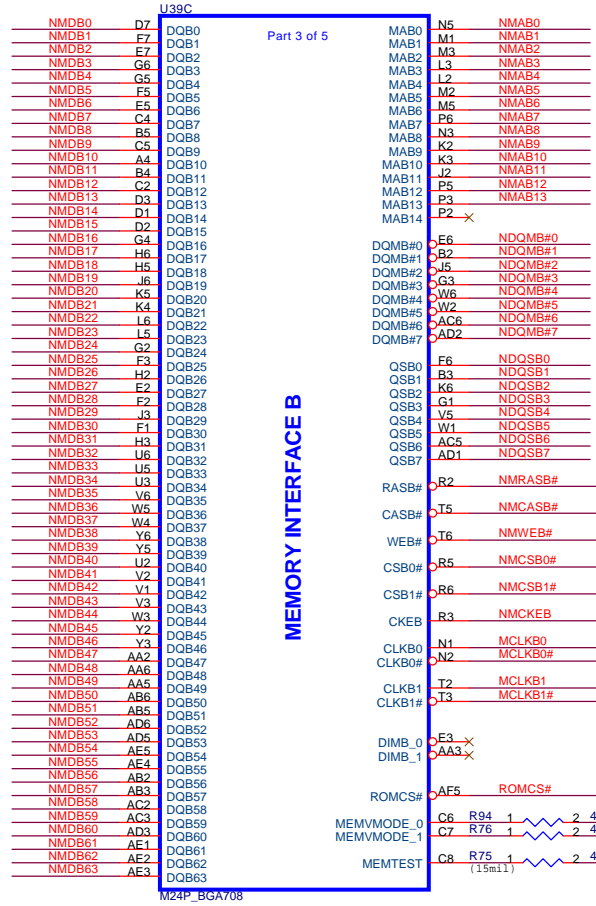 U39C
Part 3 of 5
NMDB0 D7 DQB0 MAB0 N5 NMAB0
NMDB1 F7 DQB1 MAB1 M1 NMAB1
NMDB2 E7 DQB2 MAB2 M3 NMAB2
NMDB3 G6 DQB3 MAB3 L3 NMAB3
NMDB4 G5 DQB4 MAB4 L2 NMAB4
NMDB5 F5 DQB5 MAB5 M2 NMAB5
NMDB6 E5 DQB6 MAB6 M5 NMAB6
NMDB7 C4 DQB7 MAB7 P6 NMAB7
NMDB8 B5 DQB8 MAB8 N3 NMAB8
NMDB9 C5 DQB9 MAB9 K2 NMAB9
NMDB10 A4 DQB10 MAB10 K3 NMAB10
NMDB11 B4 DQB11 MAB11 J2 NMAB11
NMDB12 C2 DQB12 MAB12 P5 NMAB12
NMDB13 D3 DQB13 MAB13 P3 NMAB13
NMDB14 D1 DQB14 MAB14 P2
NMDB15 D2 DQB15
NMDB16 G4 DQB16 DQMB#0 E6 NDQMB#0
NMDB17 H6 DQB17 DQMB#1 B2 NDQMB#1
NMDB18 H5 DQB18 DQMB#2 J5 NDQMB#2
NMDB19 J6 DQB19 DQMB#3 G3 NDQMB#3
NMDB20 K5 DQB20 DQMB#4 W6 NDQMB#4
NMDB21 K4 DQB21 DQMB#5 W2 NDQMB#5
NMDB22 L6 DQB22 DQMB#6 AC6 NDQMB#6
NMDB23 L5 DQB23 DQMB#7 AD2 NDQMB#7
NMDB24 G2 DQB24
NMDB25 F3 DQB25 QSB0 F6 NDQSB0
NMDB26 H2 DQB26 QSB1 B3 NDQSB1
NMDB27 E2 DQB27 QSB2 K6 NDQSB2
NMDB28 F2 DQB28 QSB3 G1 NDQSB3
NMDB29 J3 DQB29 QSB4 V5 NDQSB4
NMDB30 F1 DQB30 QSB5 W1 NDQSB5
NMDB31 H3 DQB31 QSB6 AC5 NDQSB6
NMDB32 U6 DQB32 QSB7 AD1 NDQSB7
NMDB33 U5 DQB33
NMDB34 U3 DQB34 RASB# R2 NMRASB#
NMDB35 V6 DQB35
NMDB36 W5 DQB36 CASB# T5 NMCASB#
NMDB37 W4 DQB37
NMDB38 Y6 DQB38 WEB# T6 NMWEB#
NMDB39 Y5 DQB39
NMDB40 U2 DQB40 CSB0# R5 NMCSB0#
NMDB41 V2 DQB41
NMDB42 V1 DQB42 CSB1# R6 NMCSB1#
NMDB43 V3 DQB43
NMDB44 W3 DQB44 CKEB R3 NMCKEB
NMDB45 Y2 DQB45
NMDB46 Y3 DQB46 CLKB0 N1 MCLKB0
NMDB47 AA2 DQB47 CLKB0# N2 MCLKB0#
NMDB48 AA6 DQB48
NMDB49 AA5 DQB49 CLKB1 T2 MCLKB1
NMDB50 AB6 DQB50 CLKB1# T3 MCLKB1#
NMDB51 AB5 DQB51
NMDB52 AD6 DQB52
NMDB53 AD5 DQB53 DIMB_0 E3
NMDB54 AE5 DQB54 DIMB_1 AA3
NMDB55 AE4 DQB55
NMDB56 AB2 DQB56
NMDB57 AB3 DQB57 ROMCS# AF5 ROMCS#
NMDB58 AC2 DQB58
NMDB59 AC3 DQB59 MEMVMODE_0 C6 R94 1 2 4
NMDB60 AD3 DQB60 MEMVMODE_1 C7 R76 1 2 4
NMDB61 AE1 DQB61
NMDB62 AE2 DQB62 MEMTEST C8 R75 1 2 4
(15mil)
NMDB63 AE3 DQB63
MEMORY INTERFACE B
M24P_BGA708